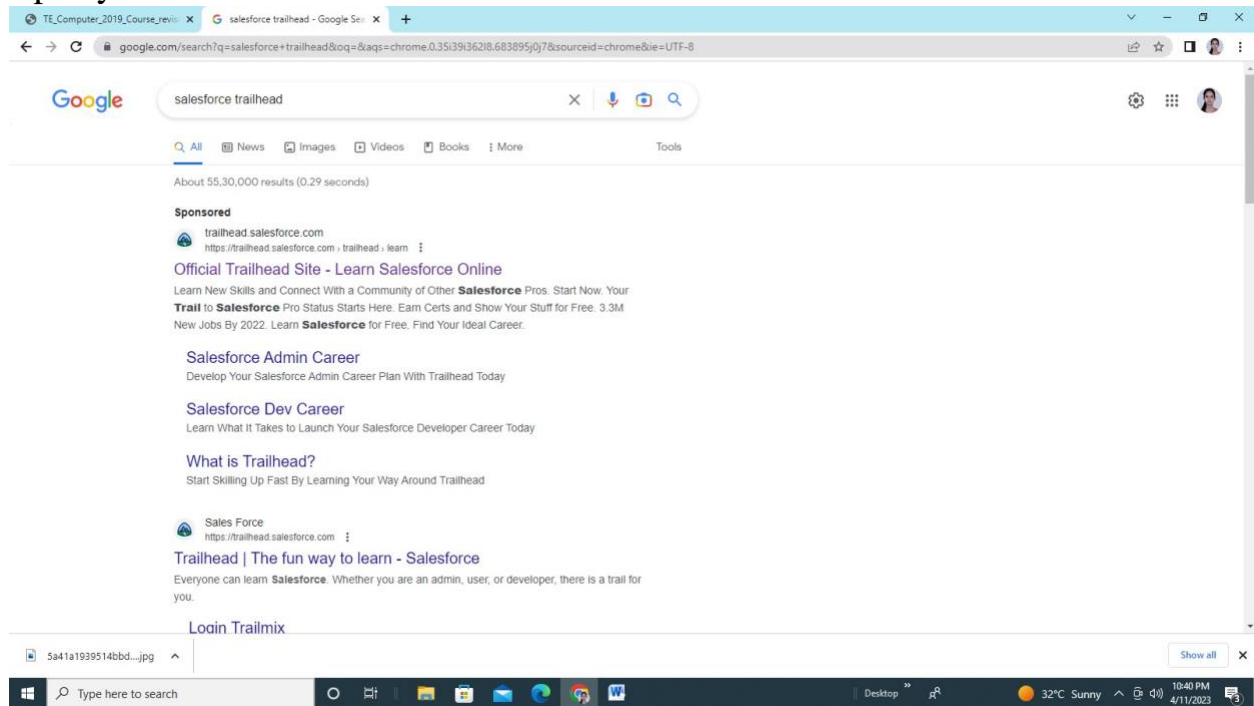 TE_Computer_2019_Course_revis
salesforce trailhead - Google Sea
google.com/search?q=salesforce+trailhead&oq=&aqs=chrome.0.35i39i362l8.683895j0j7&sourceid=chrome&ie=UTF-8
Google
salesforce trailhead
All News Images Videos Books More Tools
About 55,30,000 results (0.29 seconds)
Sponsored
trailhead.salesforce.com
https://trailhead.salesforce.com › trailhead › learn
Official Trailhead Site - Learn Salesforce Online
Learn New Skills and Connect With a Community of Other Salesforce Pros. Start Now. Your
Trail to Salesforce Pro Status Starts Here. Earn Certs and Show Your Stuff for Free. 3.3M
New Jobs By 2022. Learn Salesforce for Free, Find Your Ideal Career.
Salesforce Admin Career
Develop Your Salesforce Admin Career Plan With Trailhead Today
Salesforce Dev Career
Learn What It Takes to Launch Your Salesforce Developer Career Today
What is Trailhead?
Start Skilling Up Fast By Learning Your Way Around Trailhead
Sales Force
https://trailhead.salesforce.com
Trailhead | The fun way to learn - Salesforce
Everyone can learn Salesforce. Whether you are an admin, user, or developer, there is a trail for
you.
Login Trailmix
5a41a1939514bbd....jpg
Show all
Type here to search
Desktop
32°C Sunny
10:40 PM
4/11/2023
3